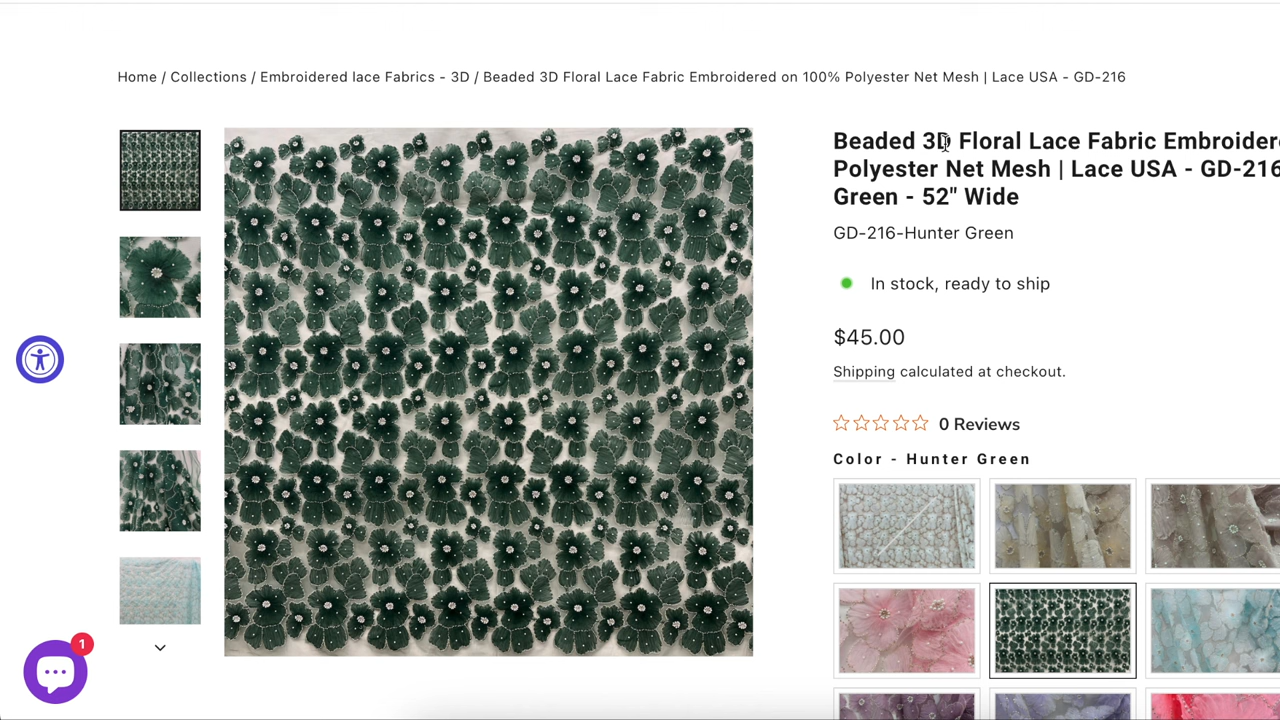 Home / Collections / Embroidered lace Fabrics - 3D / Beaded 3D Floral Lace Fabric Embroidered on 100% Polyester Net Mesh | Lace USA - GD-216
Beaded 3D Floral Lace Fabric Embroider
Polyester Net Mesh | Lace USA - GD-216
Green - 52" Wide
GD-216-Hunter Green
In stock, ready to ship
$45.00
Shipping calculated at checkout.
0 Reviews
Color - Hunter Green
1